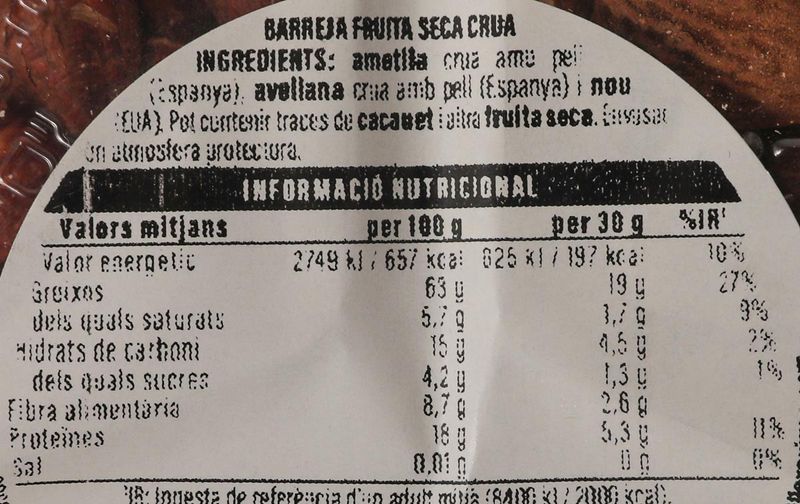 BARREJA FRUITA SECA CRUA
INGREDIENTS: ametlla crua amb pell
(Espanya), avellana crua amb pell (Espanya) i nou
(EUA). Pot contenir traces de cacauet i altra fruita seca. Envasat
en atmosfera protectora.
INFORMACIÓ NUTRICIONAL
Valors mitjans per 100 g per 30 g %IR*
Valor energetic 2749 kJ / 657 kcal 825 kJ / 197 kcal 10%
Greixos 63 g 19 g 27%
dels quals saturats 5,7 g 1,7 g 9%
Hidrats de carboni 15 g 4,5 g 2%
dels quals sucres 4,2 g 1,3 g 1%
Fibra alimentària 8,7 g 2,6 g
Proteïnes 18 g 5,3 g 11%
Sal 0,01 g 0 g 0%
*IR: Ingesta de referència d'un adult mitjà (8400 kJ / 2000 kcal).